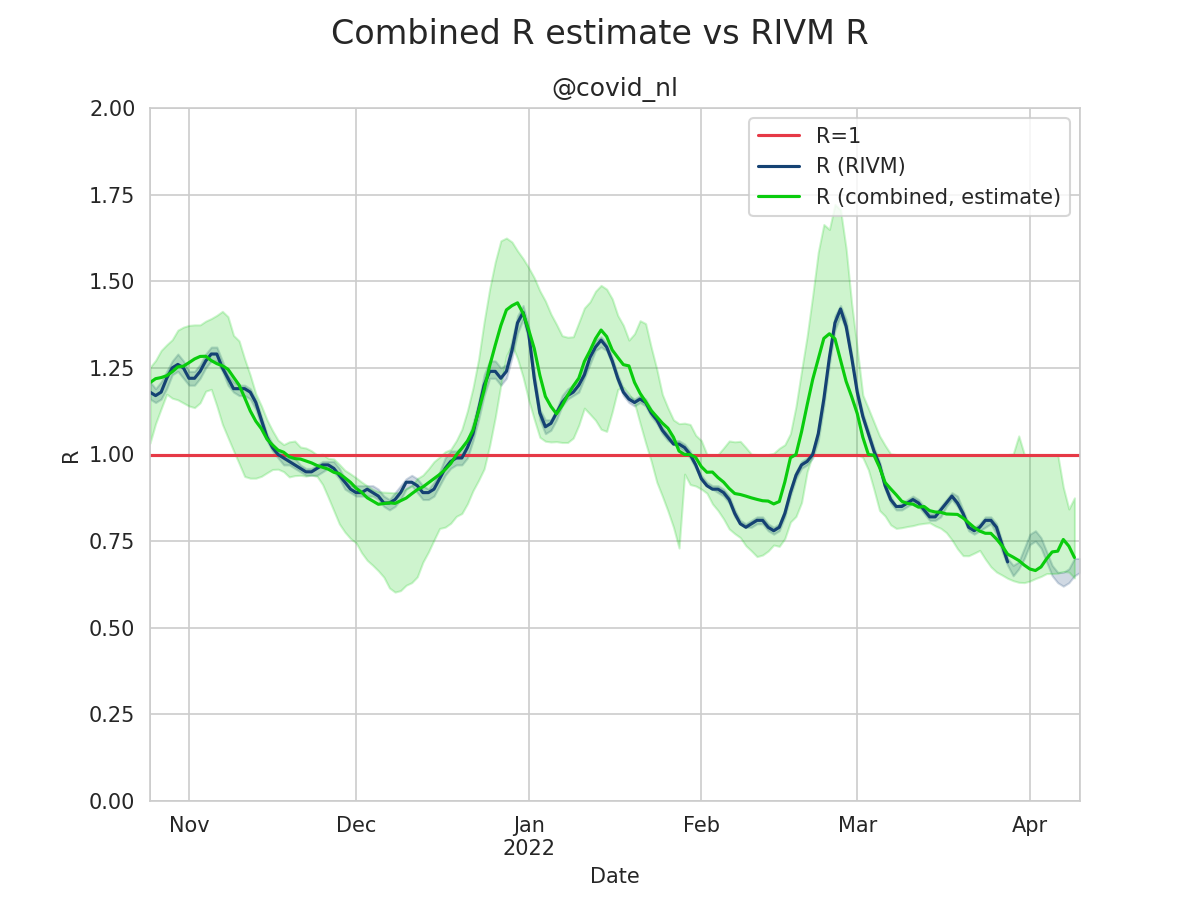 Combined R estimate vs RIVM R
@covid_nl
2.00
1.75
1.50
1.25
1.00
0.75
0.50
0.25
0.00
R
R=1
R (RIVM)
R (combined, estimate)
Nov Dec Jan Feb Mar Apr
2022
Date